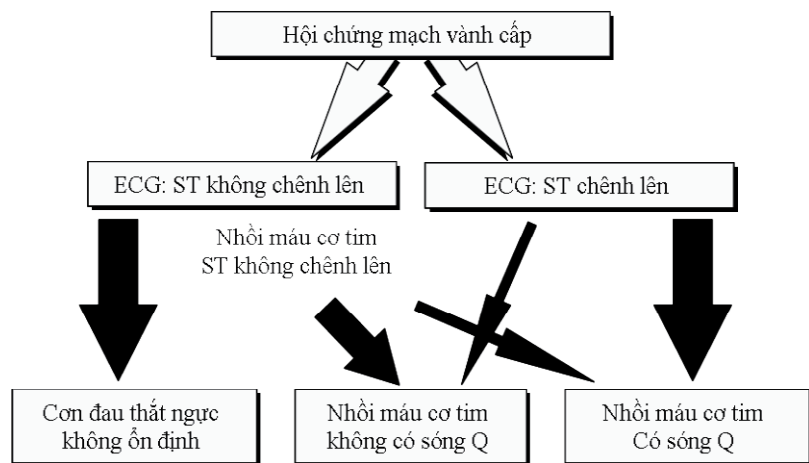 Hội chứng mạch vành cấp
ECG: ST không chênh lên
ECG: ST chênh lên
Nhồi máu cơ tim
ST không chênh lên
Cơn đau thắt ngực
không ổn định
Nhồi máu cơ tim
không có sóng Q
Nhồi máu cơ tim
Có sóng Q